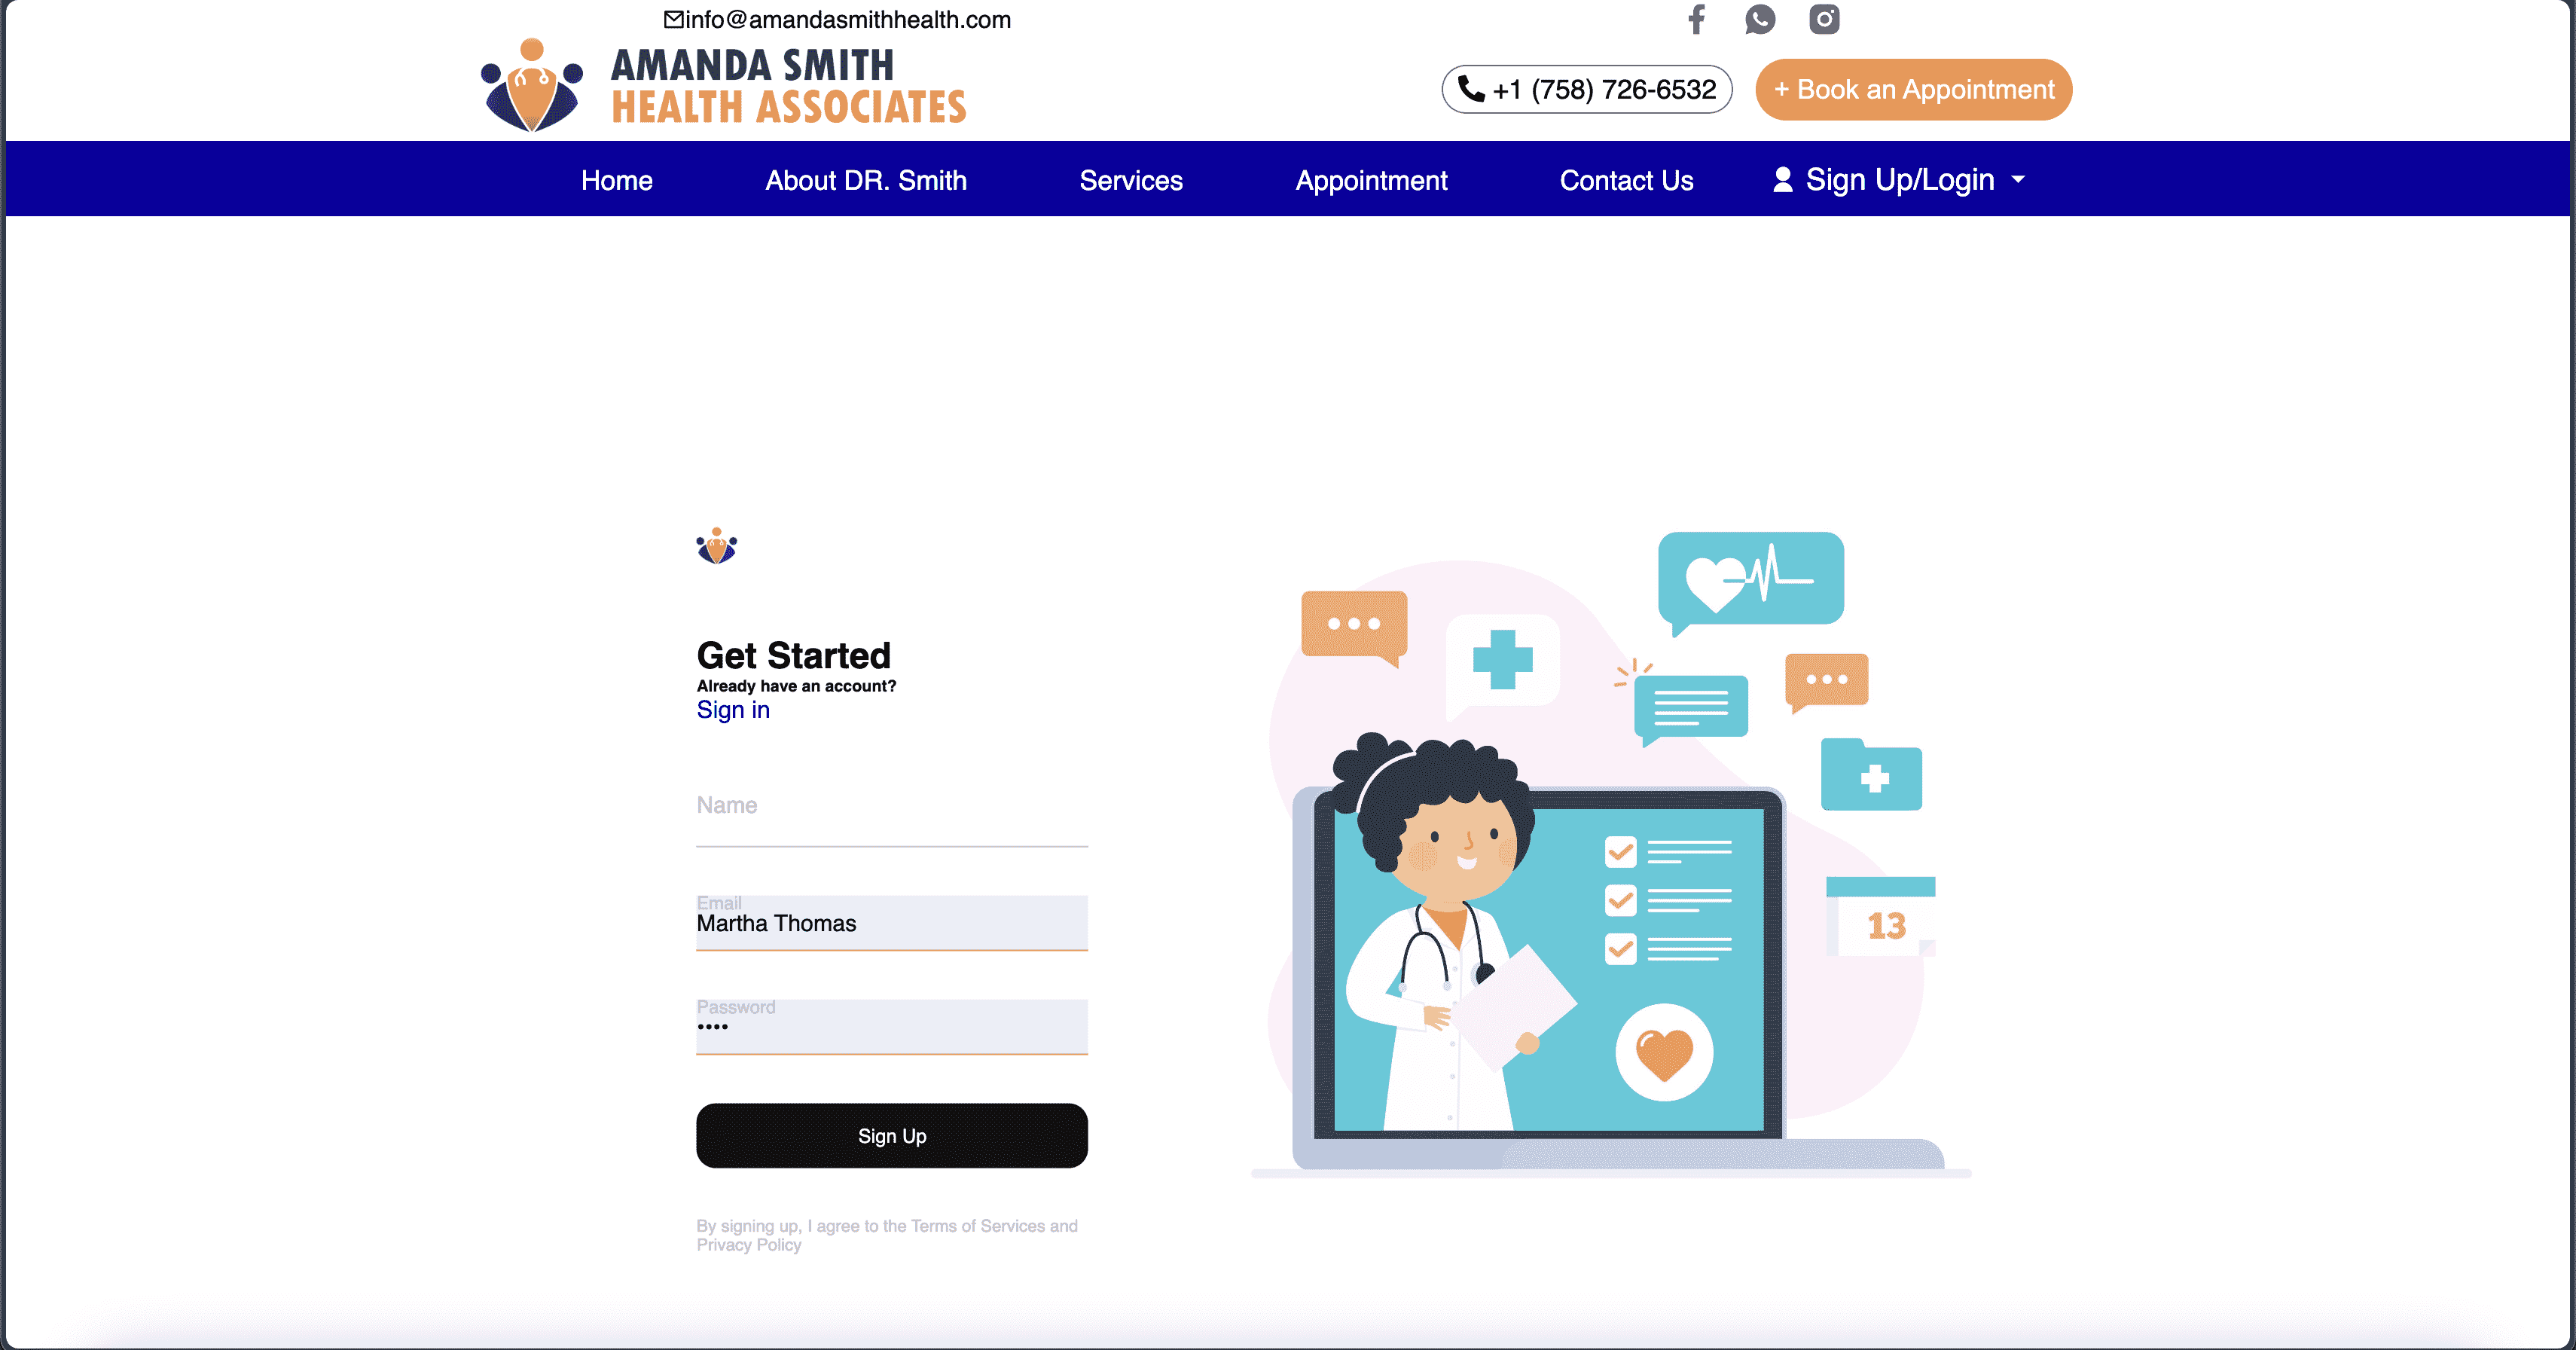 info@amandasmithhealth.com
AMANDA SMITH
HEALTH ASSOCIATES
+1 (758) 726-6532
+ Book an Appointment
Home
About DR. Smith
Services
Appointment
Contact Us
Sign Up/Login
Get Started
Already have an account?
Sign in
Name
Email
Martha Thomas
Password
••••
Sign Up
By signing up, I agree to the Terms of Services and
Privacy Policy
13